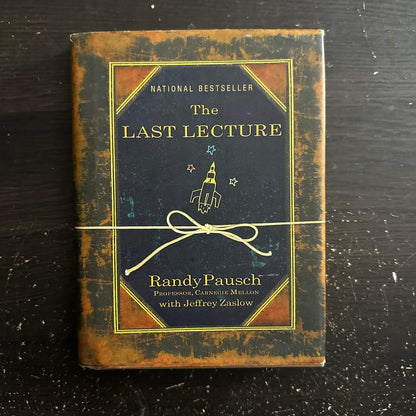 NATIONAL BESTSELLER
The
LAST LECTURE
Randy Pausch
PROFESSOR, CARNEGIE MELLON
with Jeffrey Zaslow